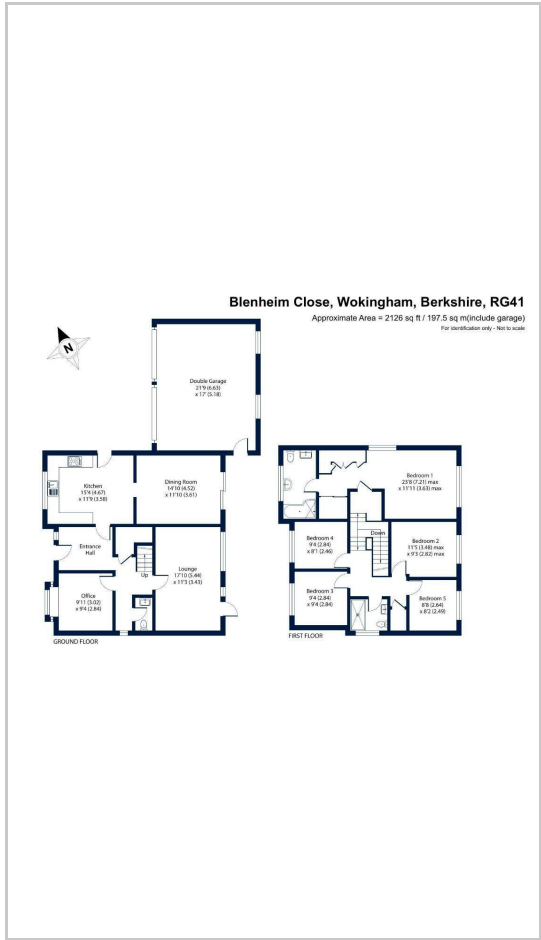 Blenheim Close, Wokingham, Berkshire, RG41
Approximate Area = 2126 sq ft / 197.5 sq m(include garage)
For identification only - Not to scale
N
Double Garage
21'9 (6.63)
x 17' (5.18)
Kitchen
15'4 (4.67)
x 11'9 (3.58)
Dining Room
14'10 (4.52)
x 11'10 (3.61)
Entrance
Hall
Up
Lounge
17'10 (5.44)
x 11'3 (3.43)
Office
9'11 (3.02)
x 9'4 (2.84)
GROUND FLOOR
Bedroom 1
23'8 (7.21) max
x 11'11 (3.63) max
Bedroom 4
9'4 (2.84)
x 8'1 (2.46)
Down
Bedroom 2
11'5 (3.48) max
x 9'3 (2.82) max
Bedroom 3
9'4 (2.84)
x 9'4 (2.84)
Bedroom 5
8'8 (2.64)
x 8'2 (2.49)
FIRST FLOOR